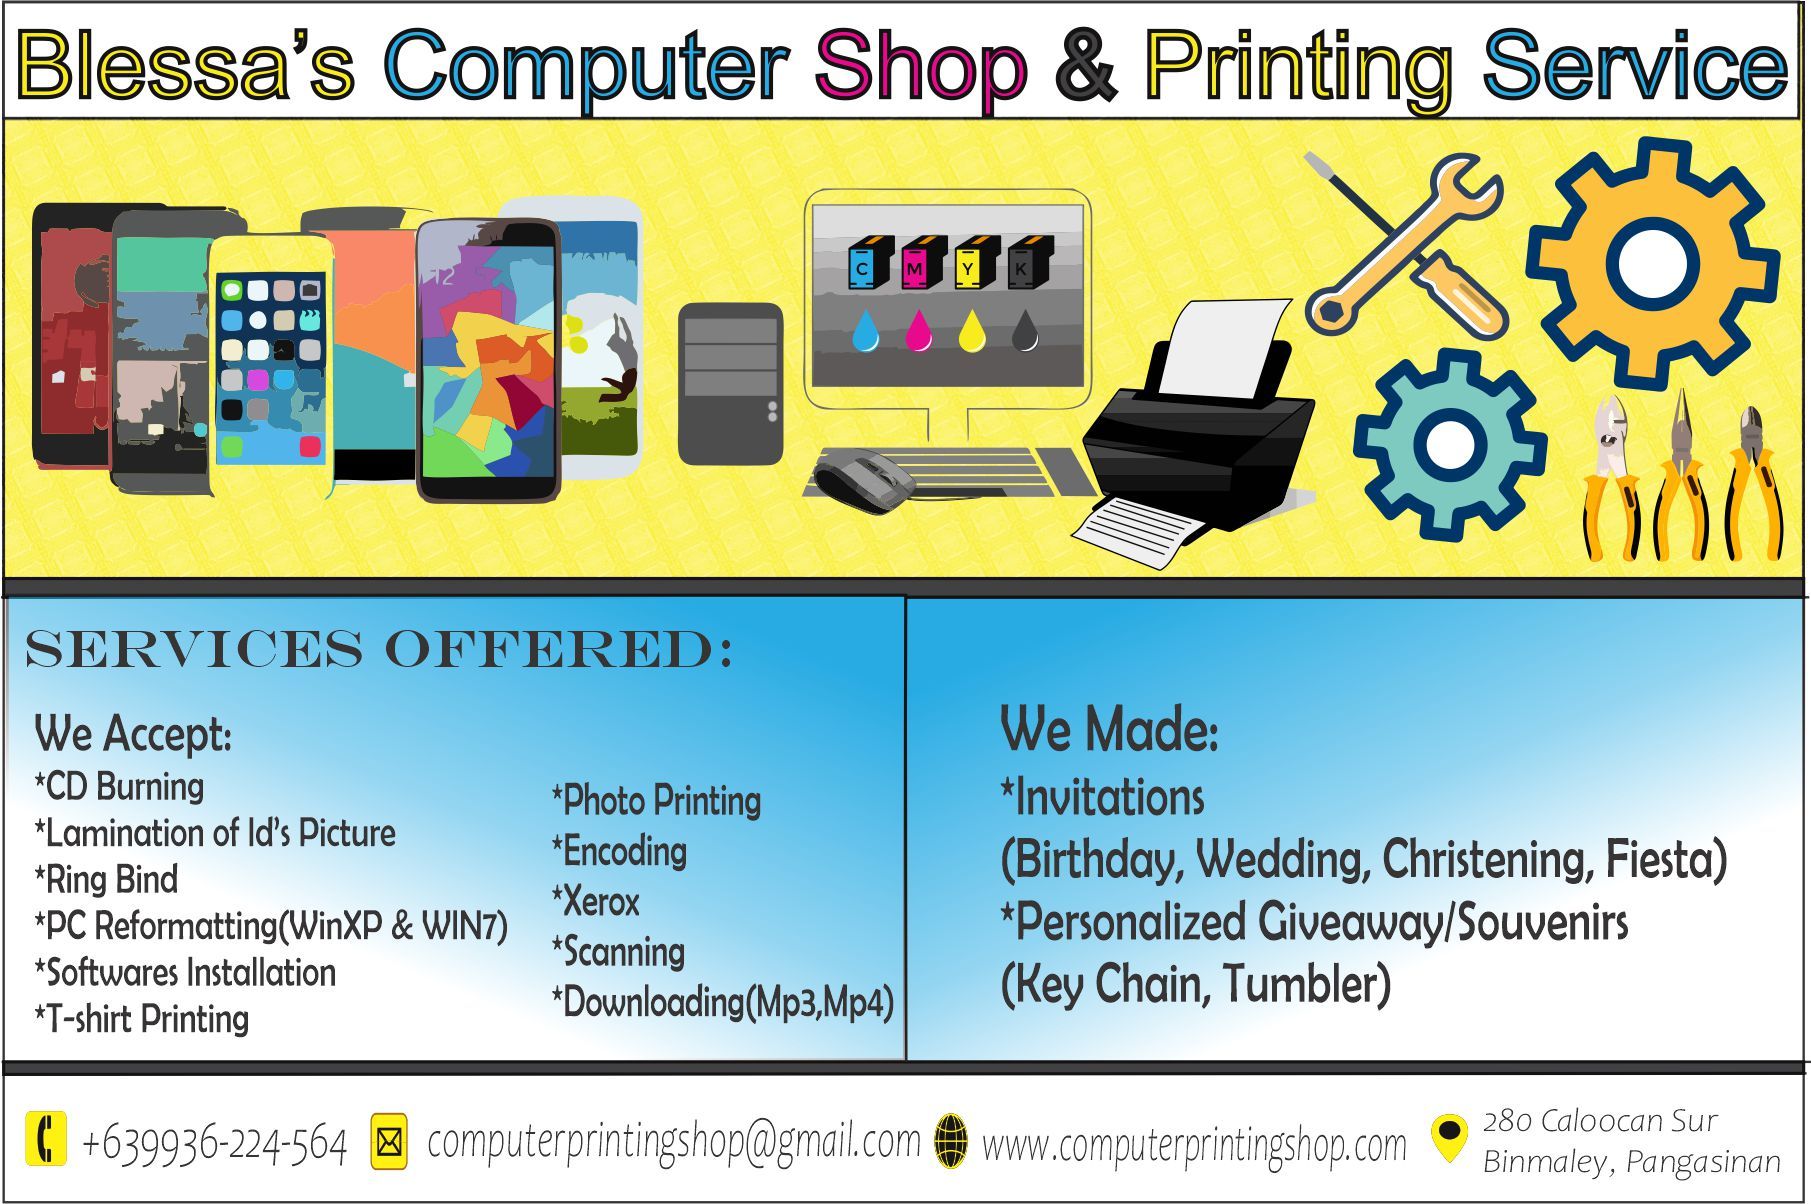 Blessa's Computer Shop & Printing Service
12
C M Y K
SERVICES OFFERED:
We Accept:
*CD Burning
*Lamination of Id's Picture
*Ring Bind
*PC Reformatting(WinXP & WIN7)
*Softwares Installation
*T-shirt Printing
*Photo Printing
*Encoding
*Xerox
*Scanning
*Downloading(Mp3,Mp4)
We Made:
*Invitations
(Birthday, Wedding, Christening, Fiesta)
*Personalized Giveaway/Souvenirs
(Key Chain, Tumbler)
+639936-224-564
computerprintingshop@gmail.com
www.computerprintingshop.com
280 Caloocan Sur
Binmaley, Pangasinan